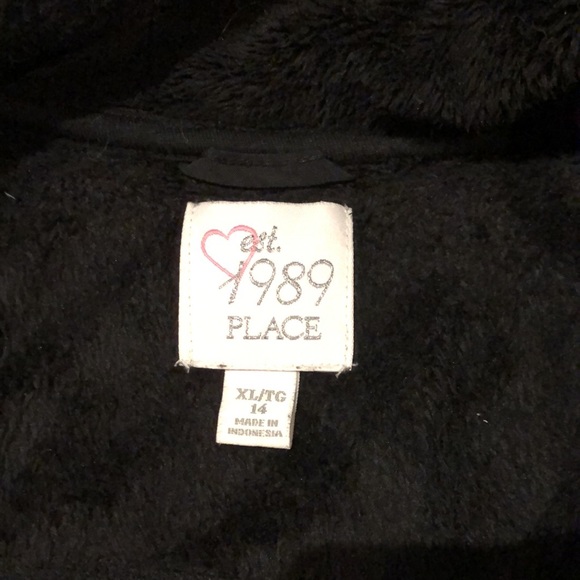 est.
1989
PLACE
XL/TG
14
MADE IN
INDONESIA